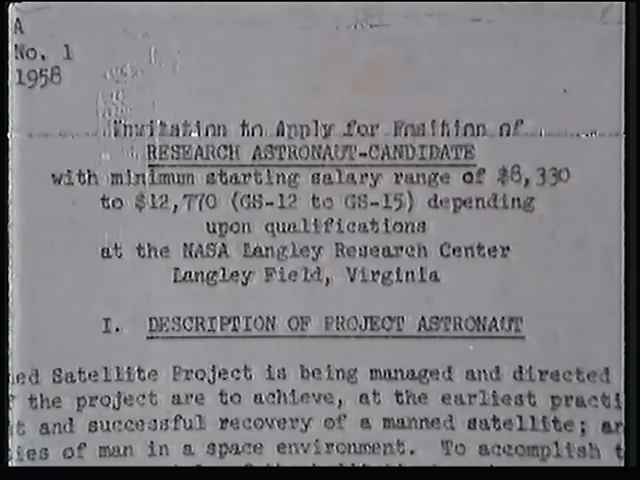 A
No. 1
1958
Invitation to Apply for Position of
RESEARCH ASTRONAUT-CANDIDATE
with minimum starting salary range of $8,330
to $12,770 (GS-12 to GS-15) depending
upon qualifications
at the NASA Langley Research Center
Langley Field, Virginia
I. DESCRIPTION OF PROJECT ASTRONAUT
ed Satellite Project is being managed and directed
the project are to achieve, at the earliest practi
t and successful recovery of a manned satellite; an
ies of man in a space environment. To accomplish t